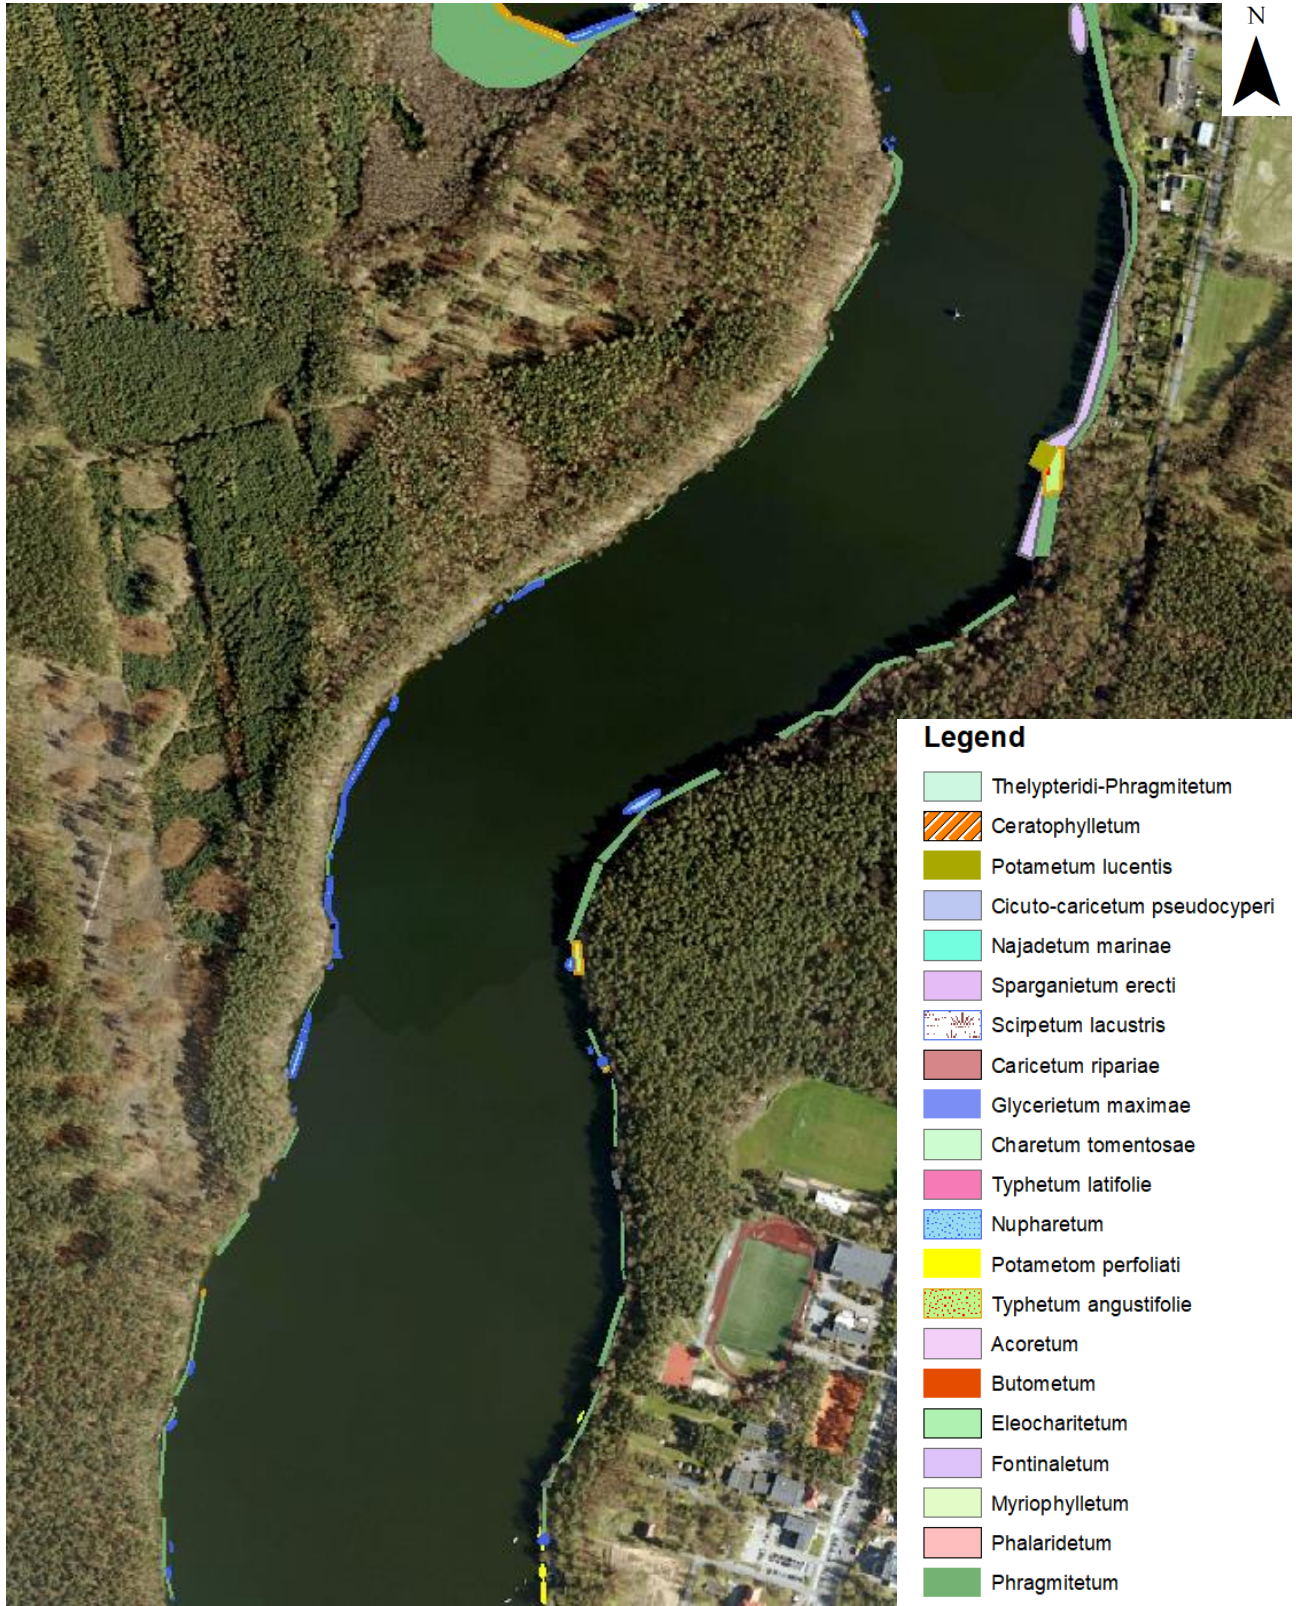 N
Legend
Thelypteridi-Phragmitetum
Ceratophylletum
Potametum lucentis
Cicuto-caricetum pseudocyperi
Najadetum marinae
Sparganietum erecti
Scirpetum lacustris
Caricetum ripariae
Glycerietum maximae
Charetum tomentosae
Typhetum latifolie
Nupharetum
Potametom perfoliati
Typhetum angustifolie
Acoretum
Butometum
Eleocharitetum
Fontinaletum
Myriophylletum
Phalaridetum
Phragmitetum